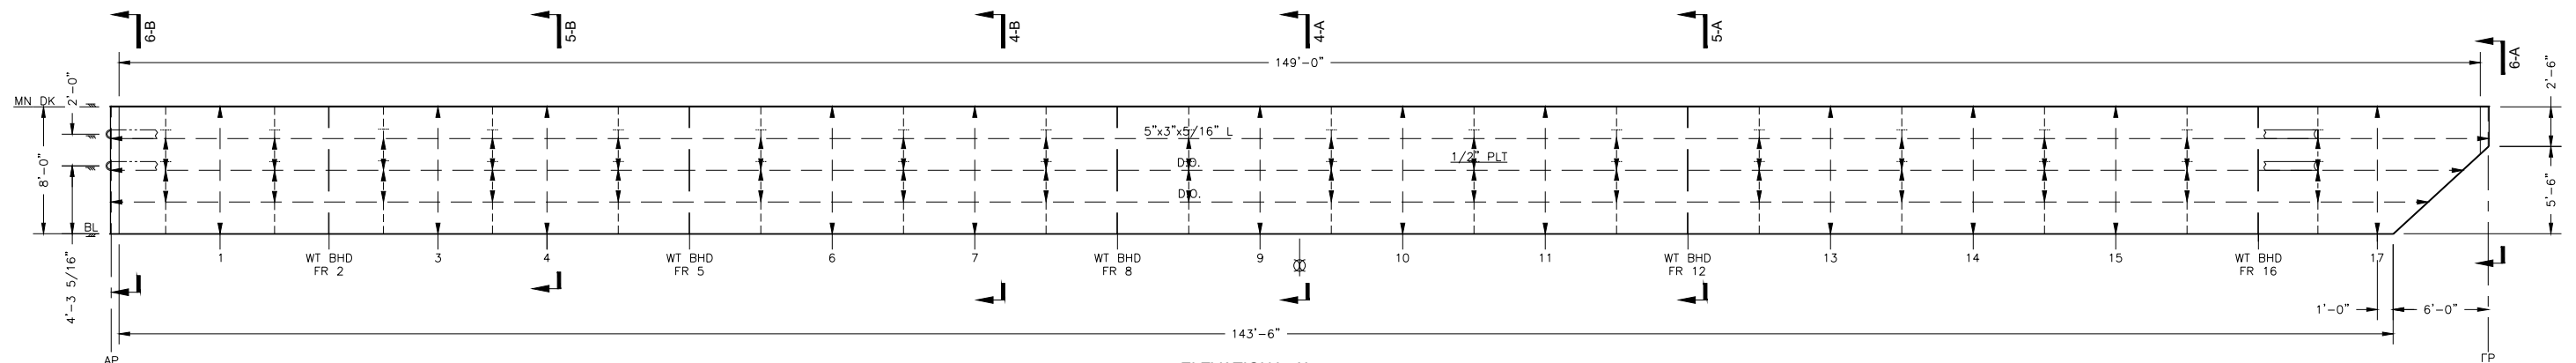 6-B
5-B
4-B
4-A
5-A
6-A
149'-0"
2'-0"
2'-6"
MN DK
8'-0"
5"x3"x5/16" L
1/2" PLT
D.O.
D.O.
5'-6"
BL
4'-3 5/16"
1
WT BHD
FR 2
3
4
WT BHD
FR 5
6
7
WT BHD
FR 8
9
10
11
WT BHD
FR 12
13
14
15
WT BHD
FR 16
17
1'-0"
6'-0"
143'-6"
AP